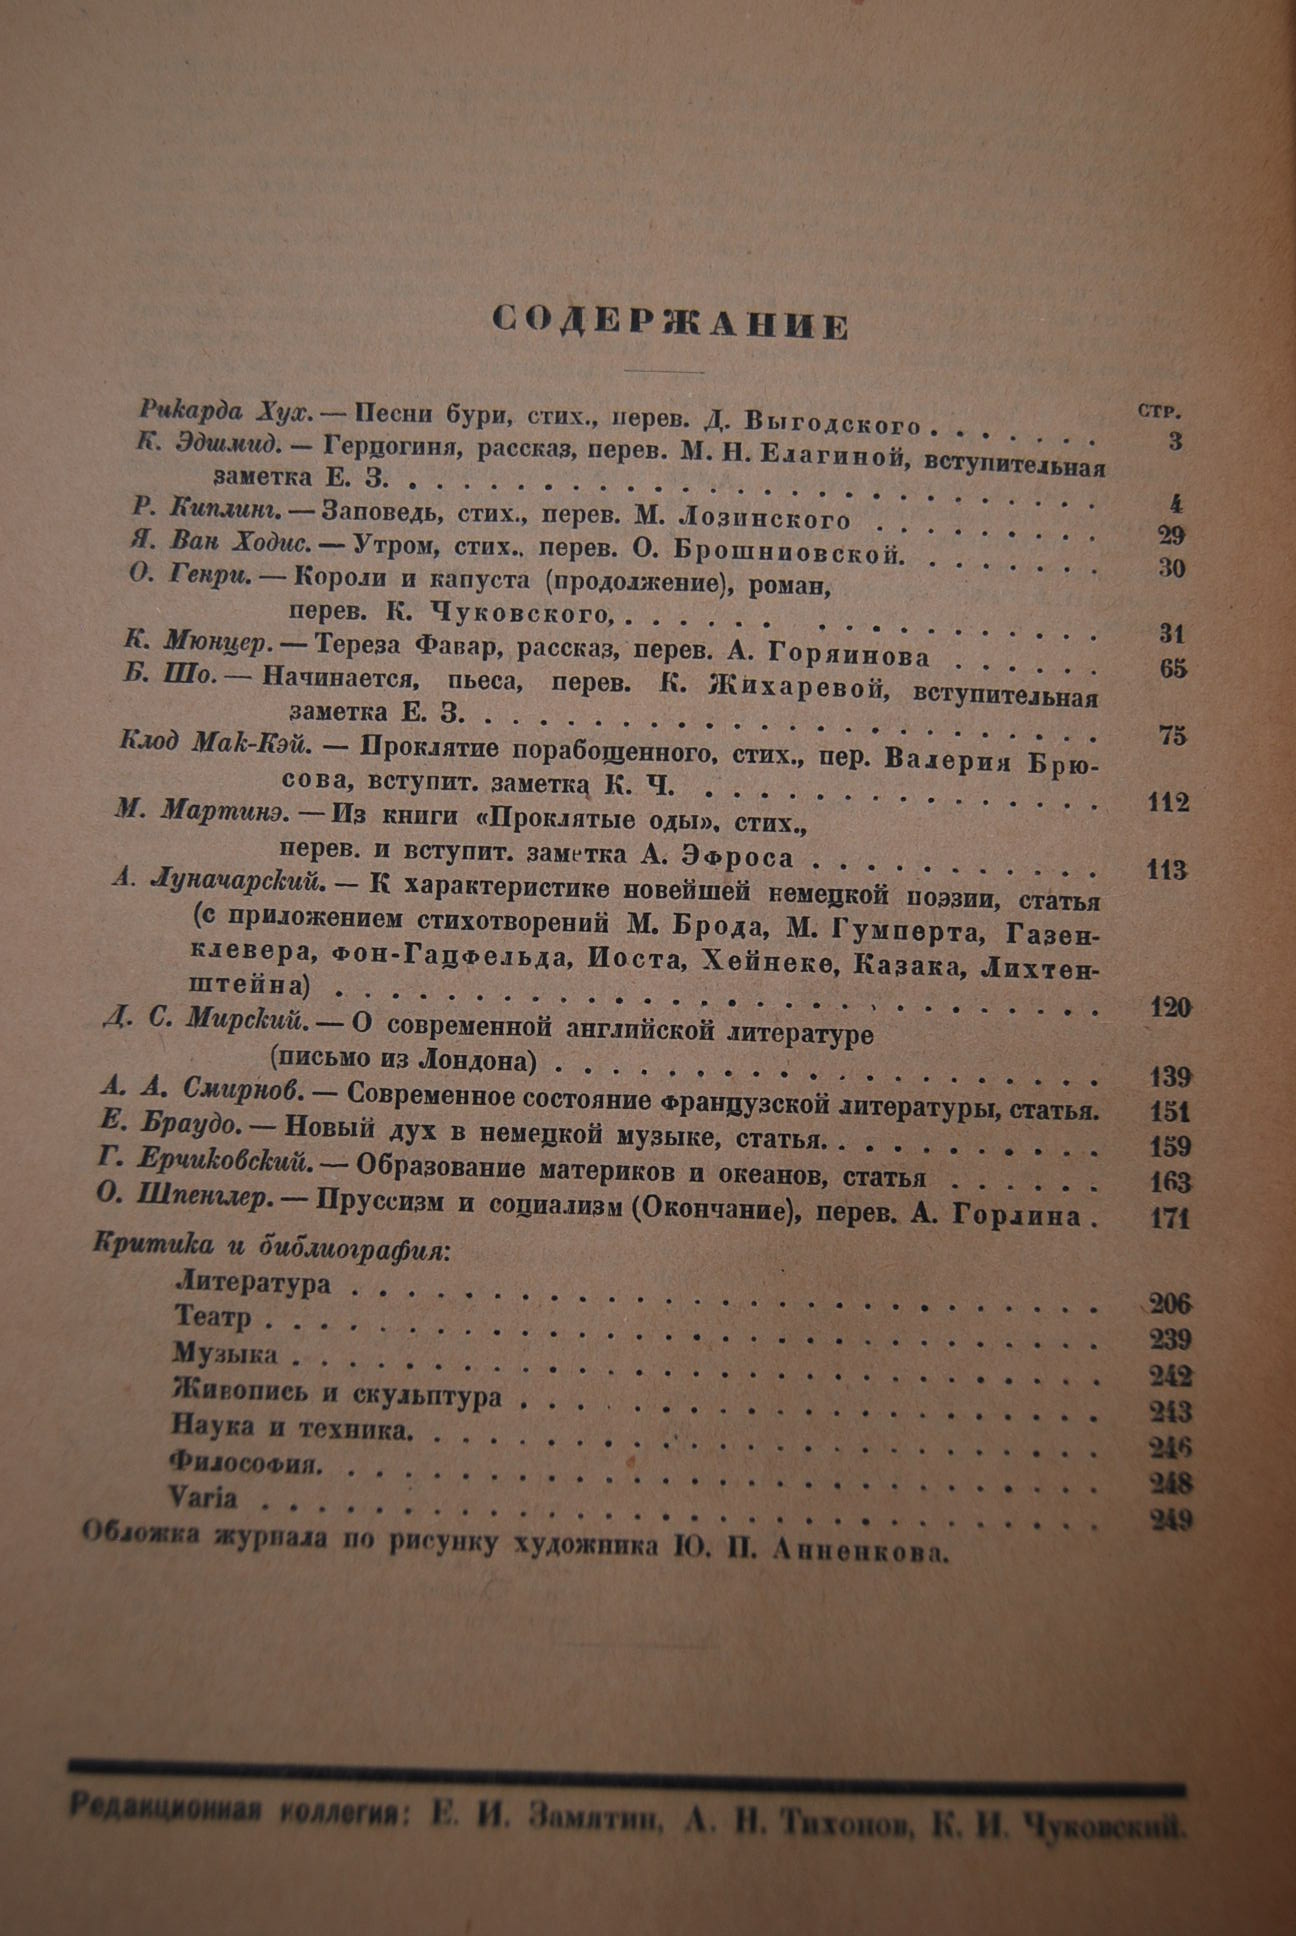 СОДЕРЖАНИЕ
СТР.
Рикарда Хух. — Песни бури, стих., перев. Д. Выгодского . . . . . . . 3
К. Эдшмид. — Герцогиня, рассказ, перев. М. Н. Елагиной, вступительная
заметка Е. З. . . . . . . . . . . . . . . . . . . . . . . . . . . 4
Р. Киплинг. — Заповедь, стих., перев. М. Лозинского . . . . . . . . . 29
Я. Ван Ходис. — Утром, стих., перев. О. Брошниовской. . . . . . . . 30
О. Генри. — Короли и капуста (продолжение), роман,
перев. К. Чуковского, . . . . . . . . . . . . . . . . . 31
К. Мюнцер. — Тереза Фавар, рассказ, перев. А. Горяинова . . . . . . 65
Б. Шо. — Начинается, пьеса, перев. К. Жихаревой, вступительная
заметка Е. З. . . . . . . . . . . . . . . . . . . . . . . . 75
Клод Мак-Кэй. — Проклятие порабощенного, стих., пер. Валерия Брю-
сова, вступит. заметка К. Ч. . . . . . . . . . . . . . . . 112
М. Мартинэ. — Из книги «Проклятые оды», стих.,
перев. и вступит. заметка А. Эфроса . . . . . . . . . . . 113
А. Луначарский. — К характеристике новейшей немецкой поэзии, статья
(с приложением стихотворений М. Брода, М. Гумперта, Газен-
клевера, фон-Гацфельда, Иоста, Хейнеке, Казака, Лихтен-
штейна) . . . . . . . . . . . . . . . . . . . . . . . . . . . . 120
Д. С. Мирский. — О современной английской литературе
(письмо из Лондона) . . . . . . . . . . . . . . . . . . . . 139
А. А. Смирнов. — Современное состояние французской литературы, статья. 151
Е. Браудо. — Новый дух в немецкой музыке, статья. . . . . . . . . . . 159
Г. Ерчиковский. — Образование материков и океанов, статья . . . . . . 163
О. Шпенглер. — Пруссизм и социализм (Окончание), перев. А. Горлина . 171
Критика и библиография:
Литература . . . . . . . . . . . . . . . . . . . . . . . . . . . 206
Театр . . . . . . . . . . . . . . . . . . . . . . . . . . . . . . 239
Музыка . . . . . . . . . . . . . . . . . . . . . . . . . . . . . 242
Живопись и скульптура . . . . . . . . . . . . . . . . . . . . . 243
Наука и техника. . . . . . . . . . . . . . . . . . . . . . . . . 246
Философия. . . . . . . . . . . . . . . . . . . . . . . . . . . . 248
Varia . . . . . . . . . . . . . . . . . . . . . . . . . . . . . . 249
Обложка журнала по рисунку художника Ю. П. Анненкова.
Редакционная коллегия: Е. И. Замятин, А. Н. Тихонов, К. И. Чуковский.